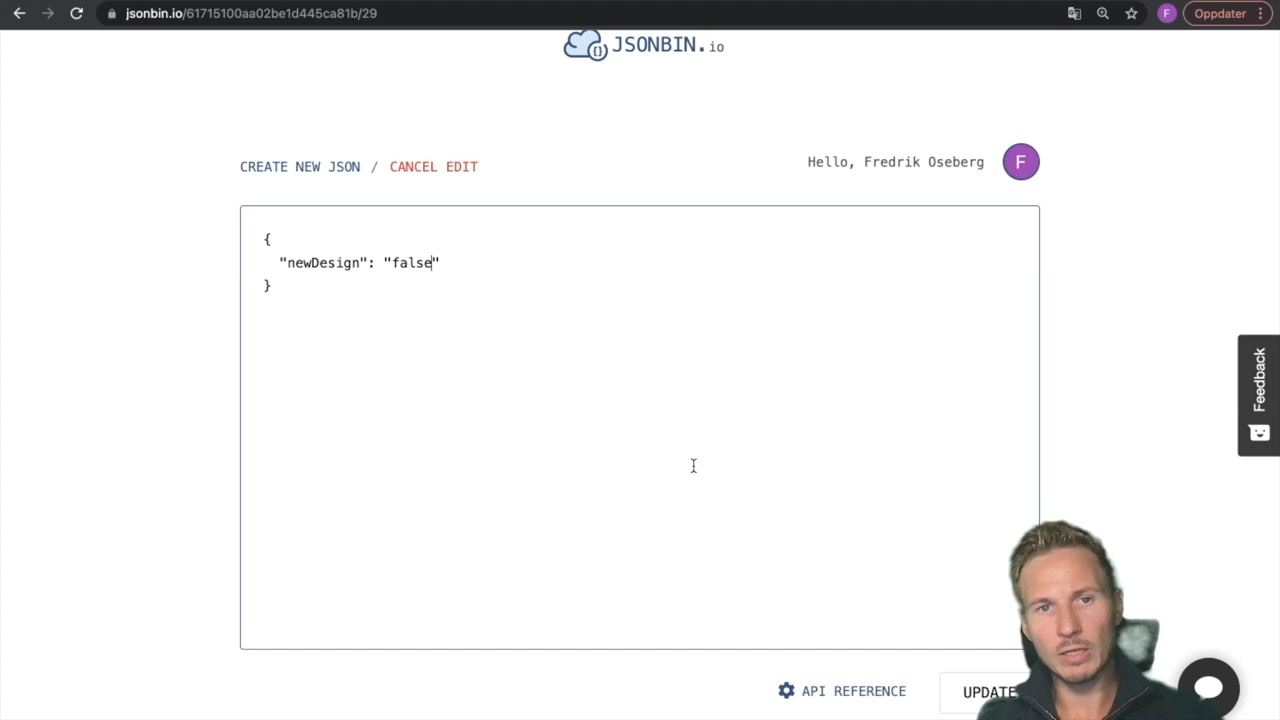 jsonbin.io/61715100aa02be1d445ca81b/29
F
Oppdater
{} JSONBIN.io
CREATE NEW JSON / CANCEL EDIT
Hello, Fredrik Oseberg
F
{
"newDesign": "false"
}
Feedback
API REFERENCE
UPDATE